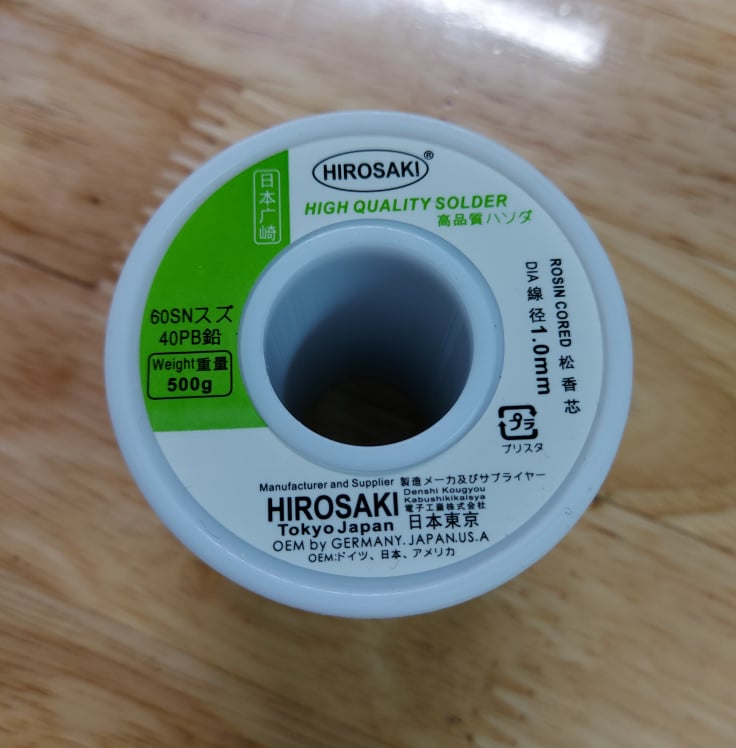 HIROSAKI®
HIGH QUALITY SOLDER
高品質ハンダ
日本广崎
60SNスズ
40PB鉛
Weight重量
500g
ROSIN CORED 松香芯
DIA 線径1.0mm
プラ
プリスタ
Manufacturer and Supplier 製造メーカ及びサプライヤー
HIROSAKI
Denshi Kougyou
Kabushikikaisya
電子工業株式会社
Tokyo Japan 日本東京
OEM by GERMANY.JAPAN.US.A
OEM:ドイツ、日本、アメリカ